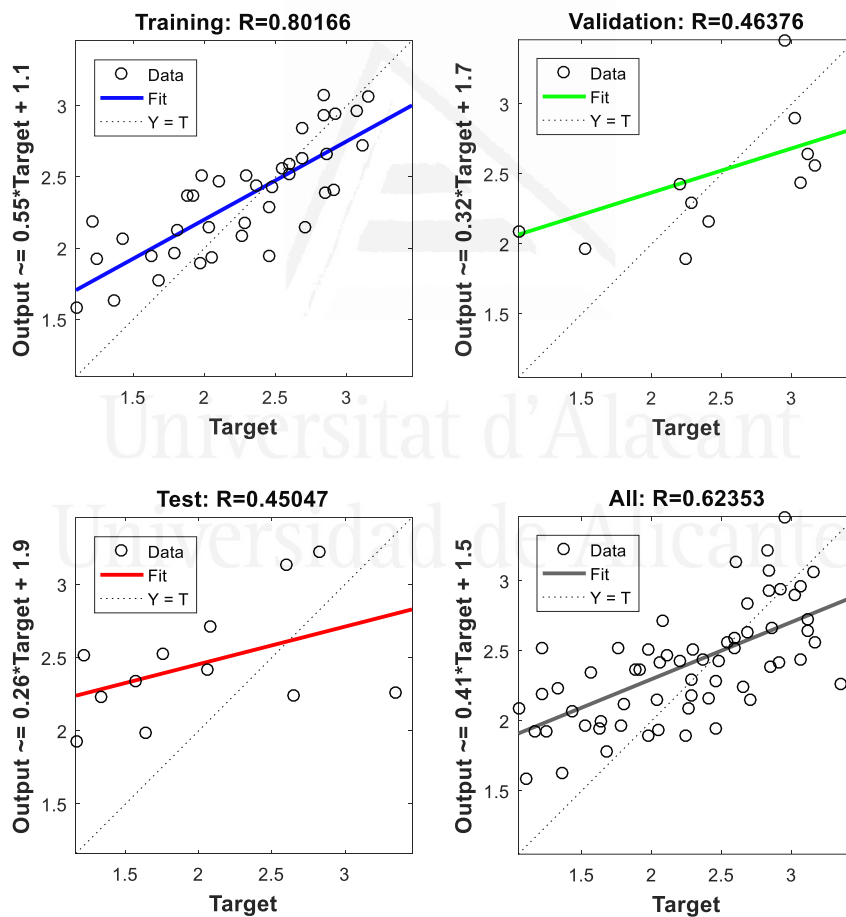 Training: R=0.80166
Output ~= 0.55*Target + 1.1
Data
Fit
Y = T
3
2.5
2
1.5
1.5
2
2.5
3
Target
Validation: R=0.46376
Output ~= 0.32*Target + 1.7
Data
Fit
Y = T
3
2.5
2
1.5
1.5
2
2.5
3
Target
Universitat d'Alacant
Universidad de Alicante
Test: R=0.45047
Output ~= 0.26*Target + 1.9
Data
Fit
Y = T
3
2.5
2
1.5
1.5
2
2.5
3
Target
All: R=0.62353
Output ~= 0.41*Target + 1.5
Data
Fit
Y = T
3
2.5
2
1.5
1.5
2
2.5
3
Target